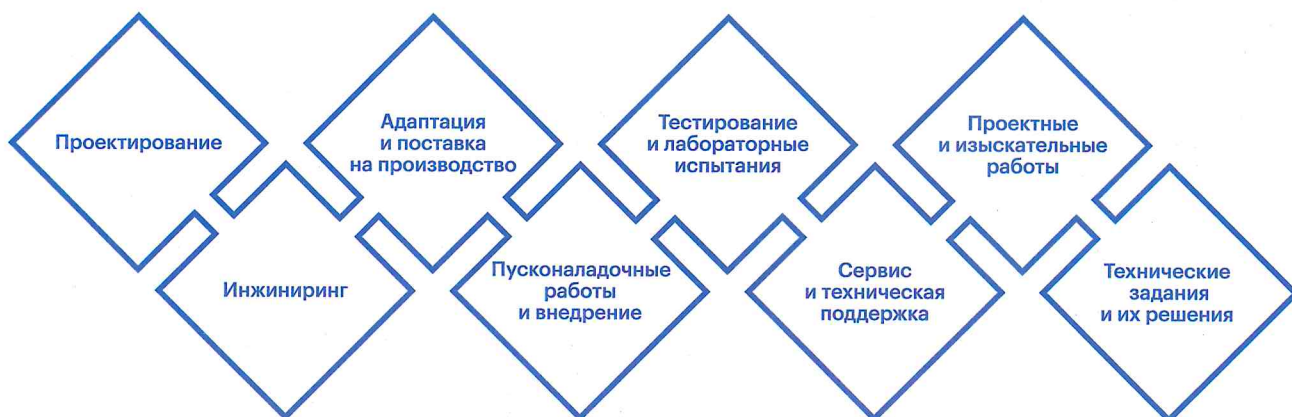 Проектирование
Инжиниринг
Адаптация
и поставка
на производство
Пусконаладочные
работы
и внедрение
Тестирование
и лабораторные
испытания
Сервис
и техническая
поддержка
Проектные
и изыскательные
работы
Технические
задания
и их решения